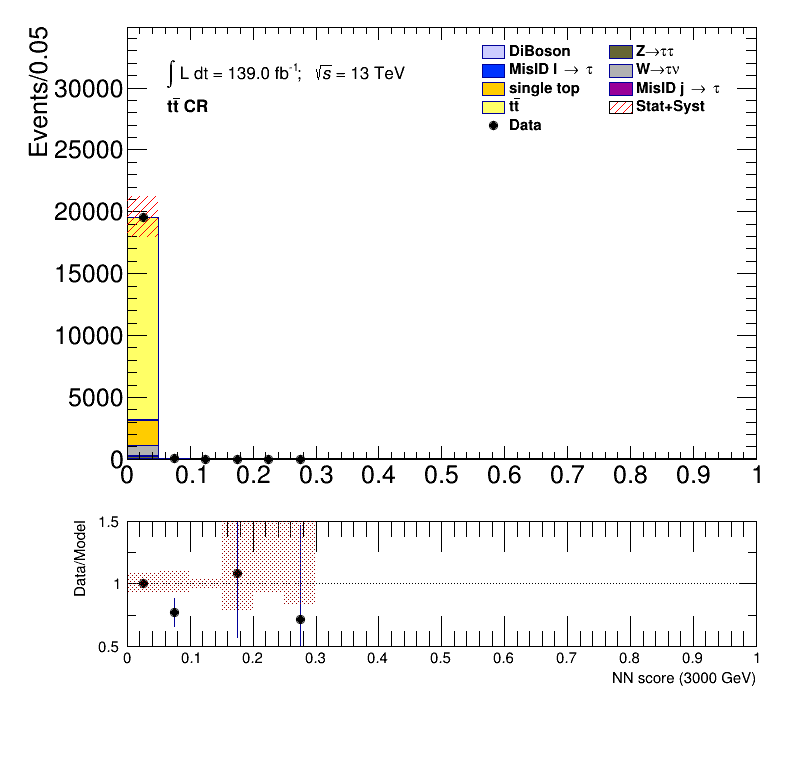 Events/0.05
∫ L dt = 139.0 fb⁻¹; √s = 13 TeV
tt̄ CR
DiBoson
Z→ττ
MisID l → τ
W→τν
single top
MisID j → τ
tt̄
Stat+Syst
Data
30000
25000
20000
15000
10000
5000
0
0 0.1 0.2 0.3 0.4 0.5 0.6 0.7 0.8 0.9 1
Data/Model
1.5
1
0.5
0 0.1 0.2 0.3 0.4 0.5 0.6 0.7 0.8 0.9 1
NN score (3000 GeV)